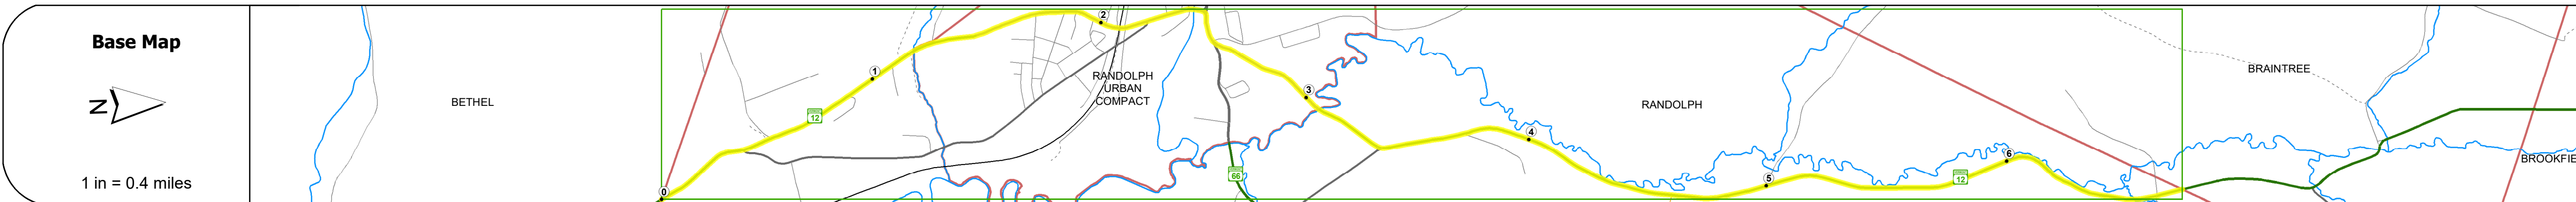 Base Map
N
1 in = 0.4 miles
BETHEL
0
12
1
2
RANDOLPH
URBAN
COMPACT
66
3
4
RANDOLPH
5
12
6
BRAINTREE
BROOKFIE